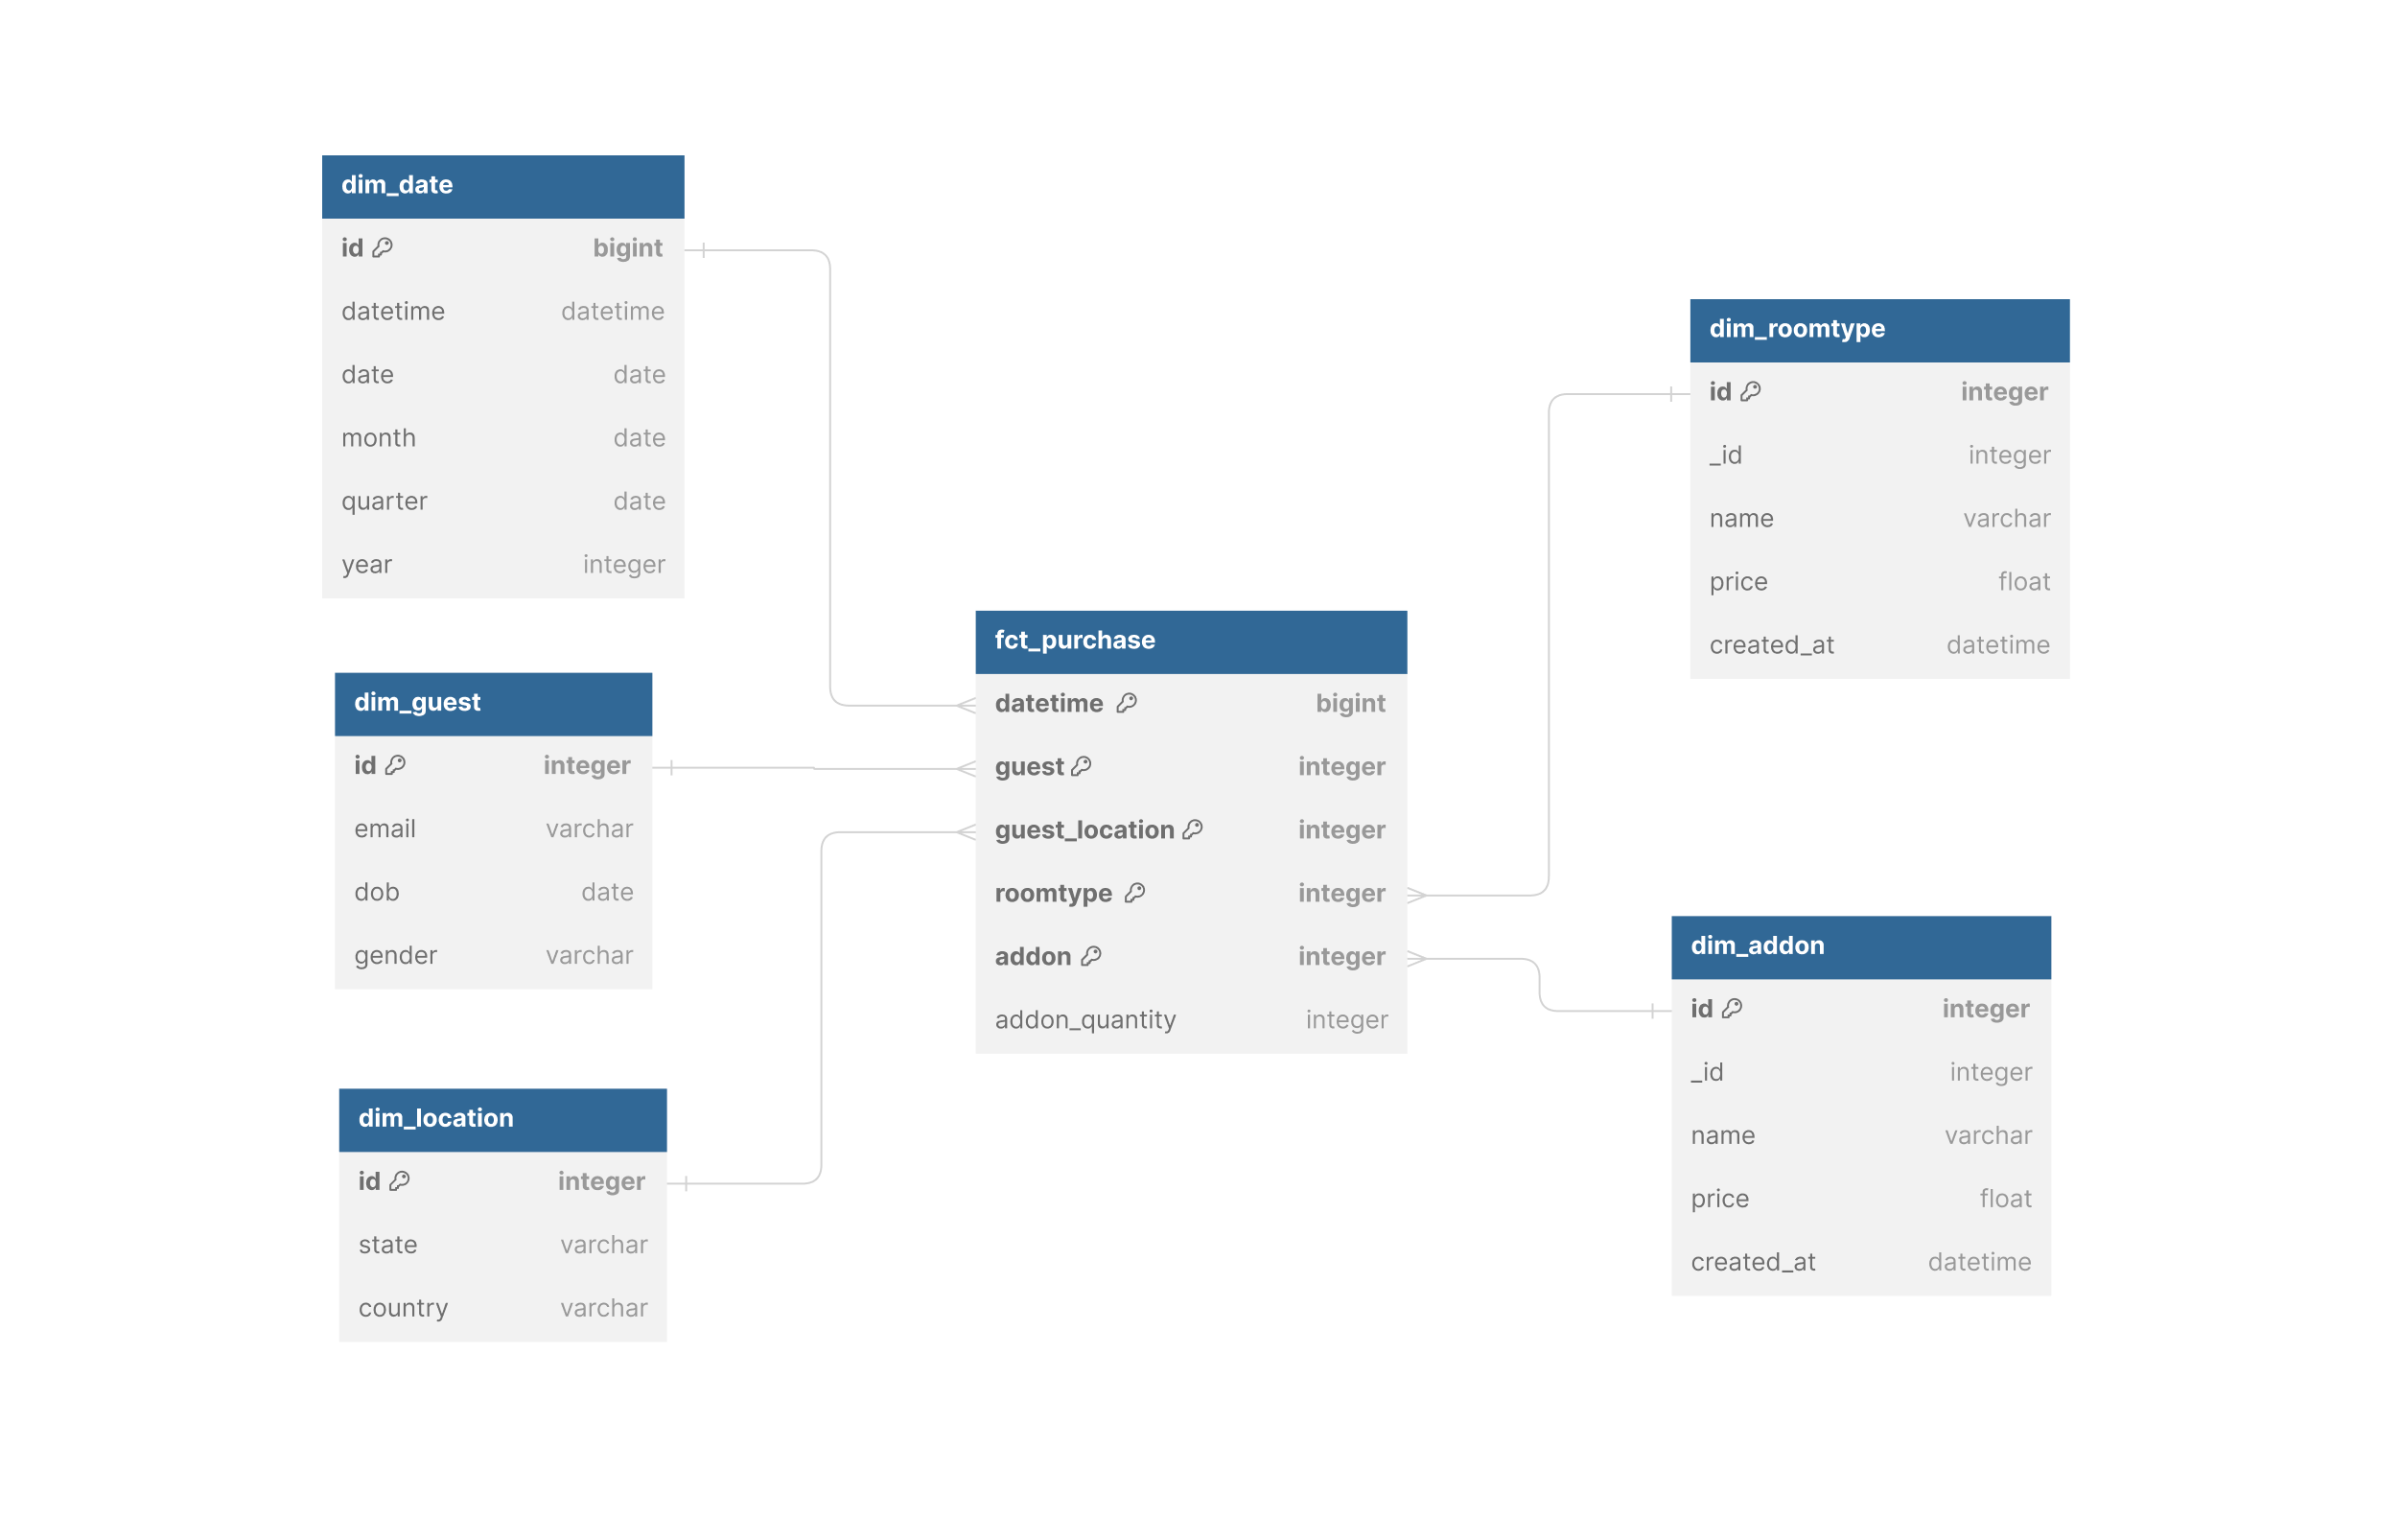 dim_date
id bigint
datetime datetime
date date
month date
quarter date
year integer
dim_guest
id integer
email varchar
dob date
gender varchar
dim_location
id integer
state varchar
country varchar
fct_purchase
datetime bigint
guest integer
guest_location integer
roomtype integer
addon integer
addon_quantity integer
dim_roomtype
id integer
_id integer
name varchar
price float
created_at datetime
dim_addon
id integer
_id integer
name varchar
price float
created_at datetime